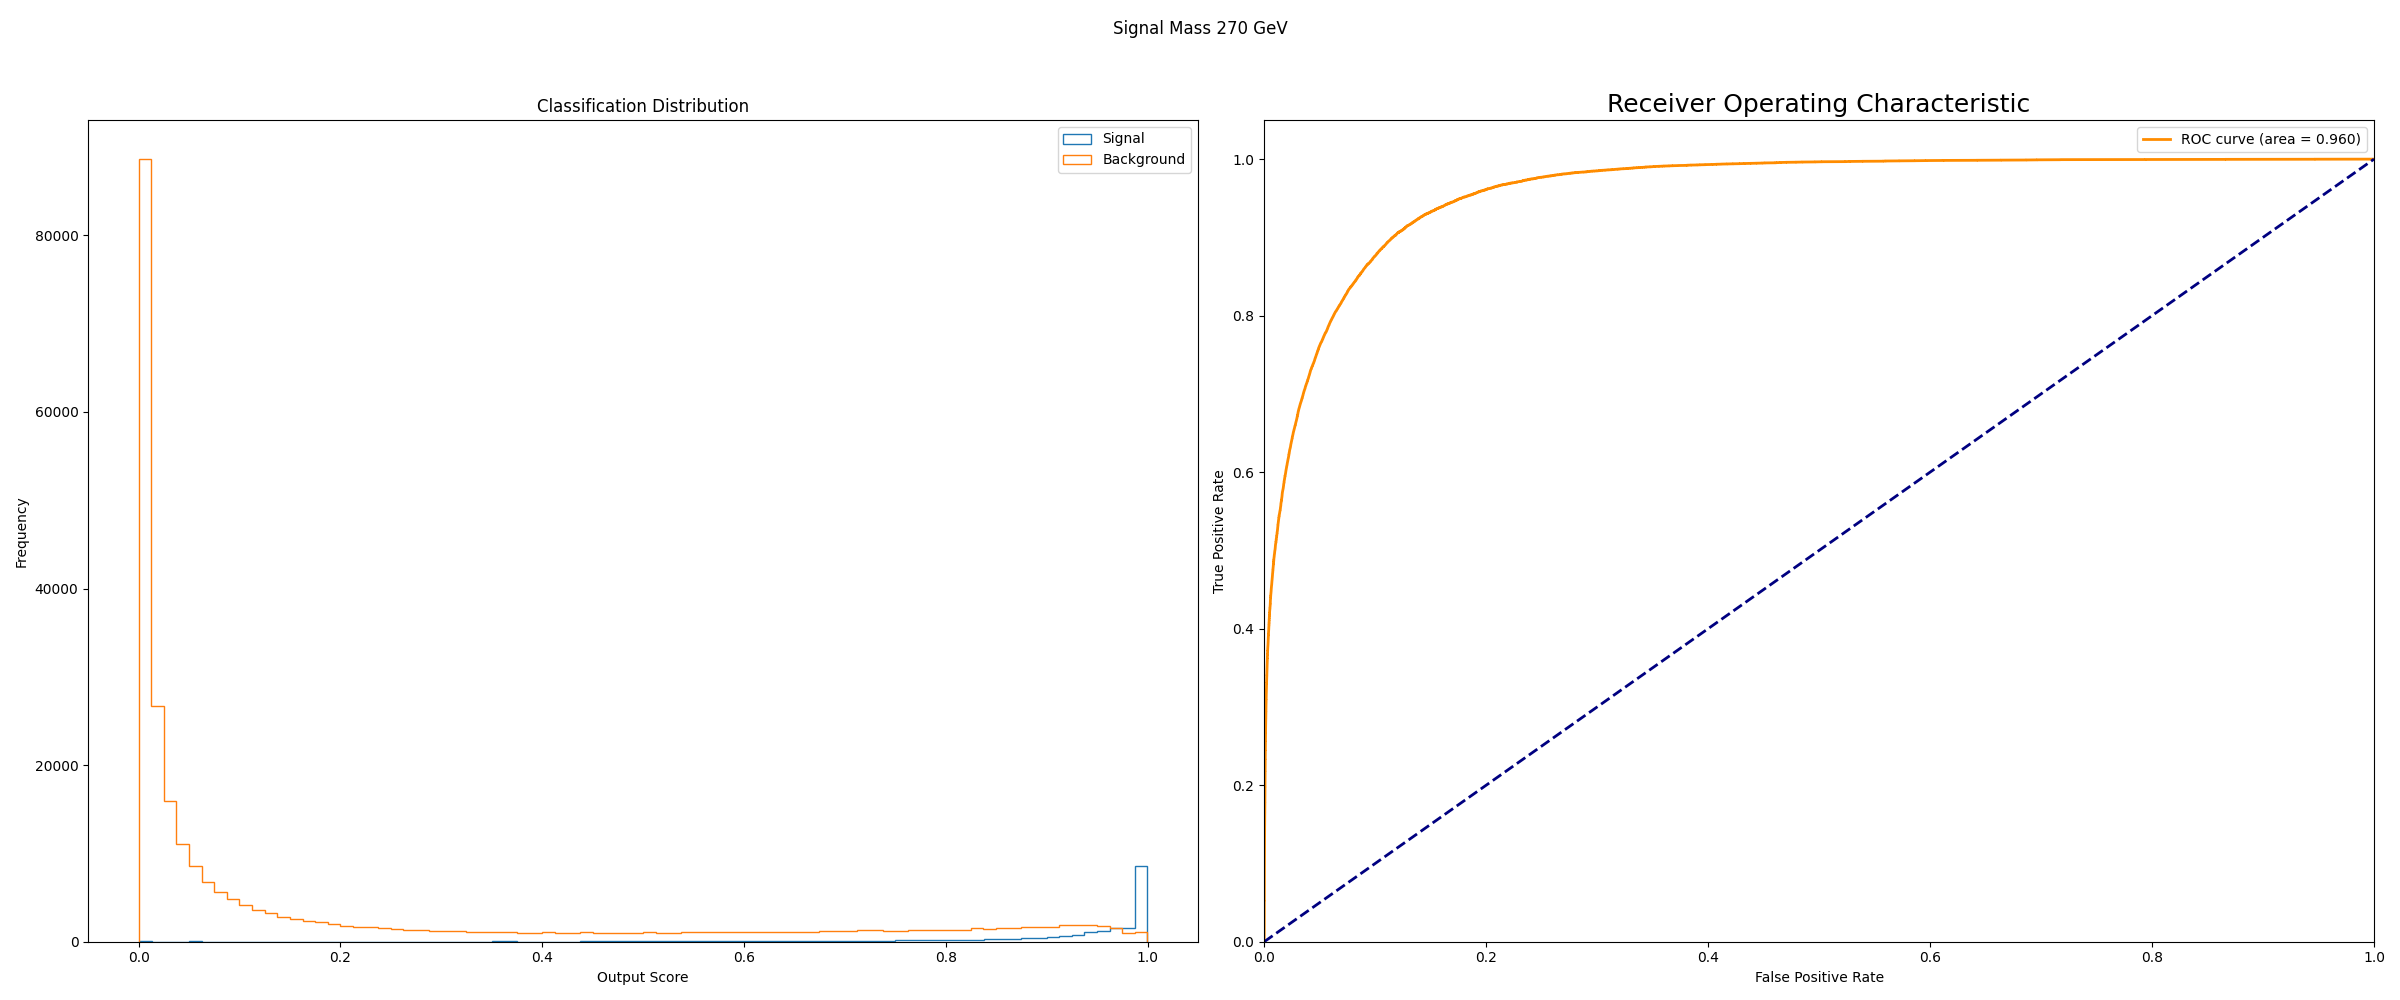 Signal Mass 270 GeV
Classification Distribution
Signal
Background
80000
60000
40000
20000
0
Frequency
0.0 0.2 0.4 0.6 0.8 1.0
Output Score
Receiver Operating Characteristic
ROC curve (area = 0.960)
1.0
0.8
0.6
0.4
0.2
0.0
True Positive Rate
0.0 0.2 0.4 0.6 0.8 1.0
False Positive Rate